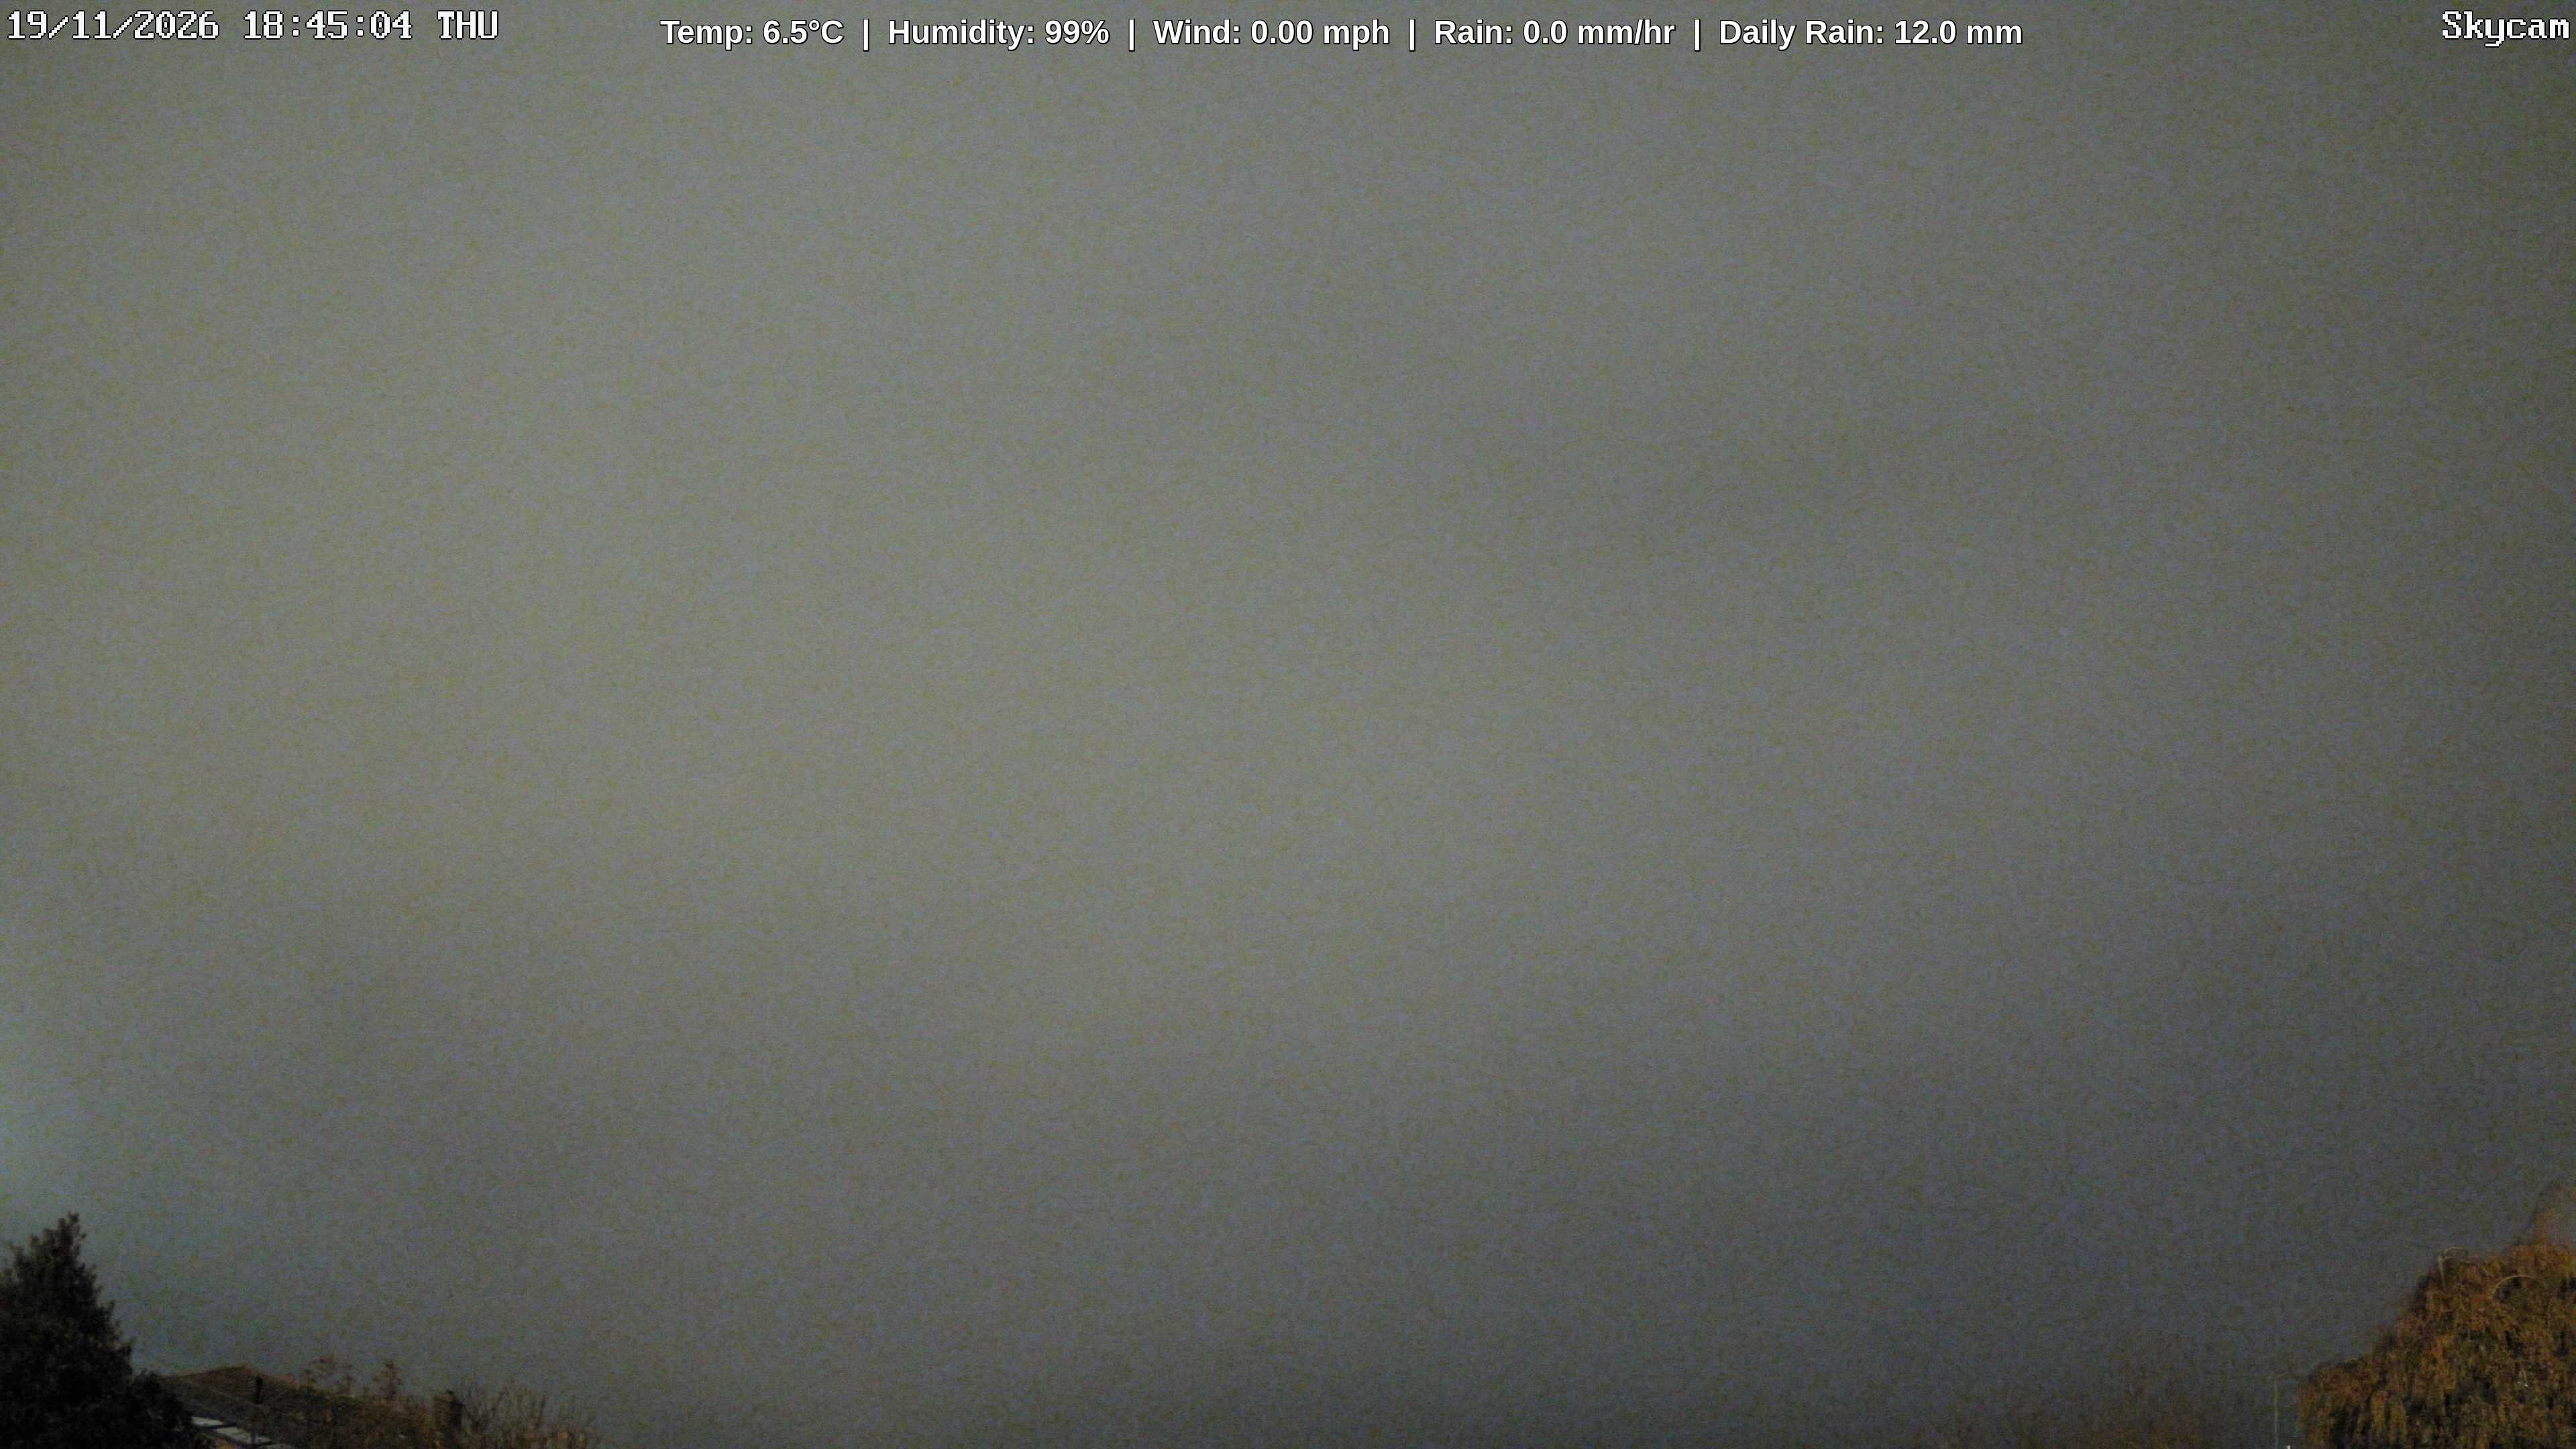 19/11/2026 18:45:04 THU
Temp: 6.5°C | Humidity: 99% | Wind: 0.00 mph | Rain: 0.0 mm/hr | Daily Rain: 12.0 mm
Skycam